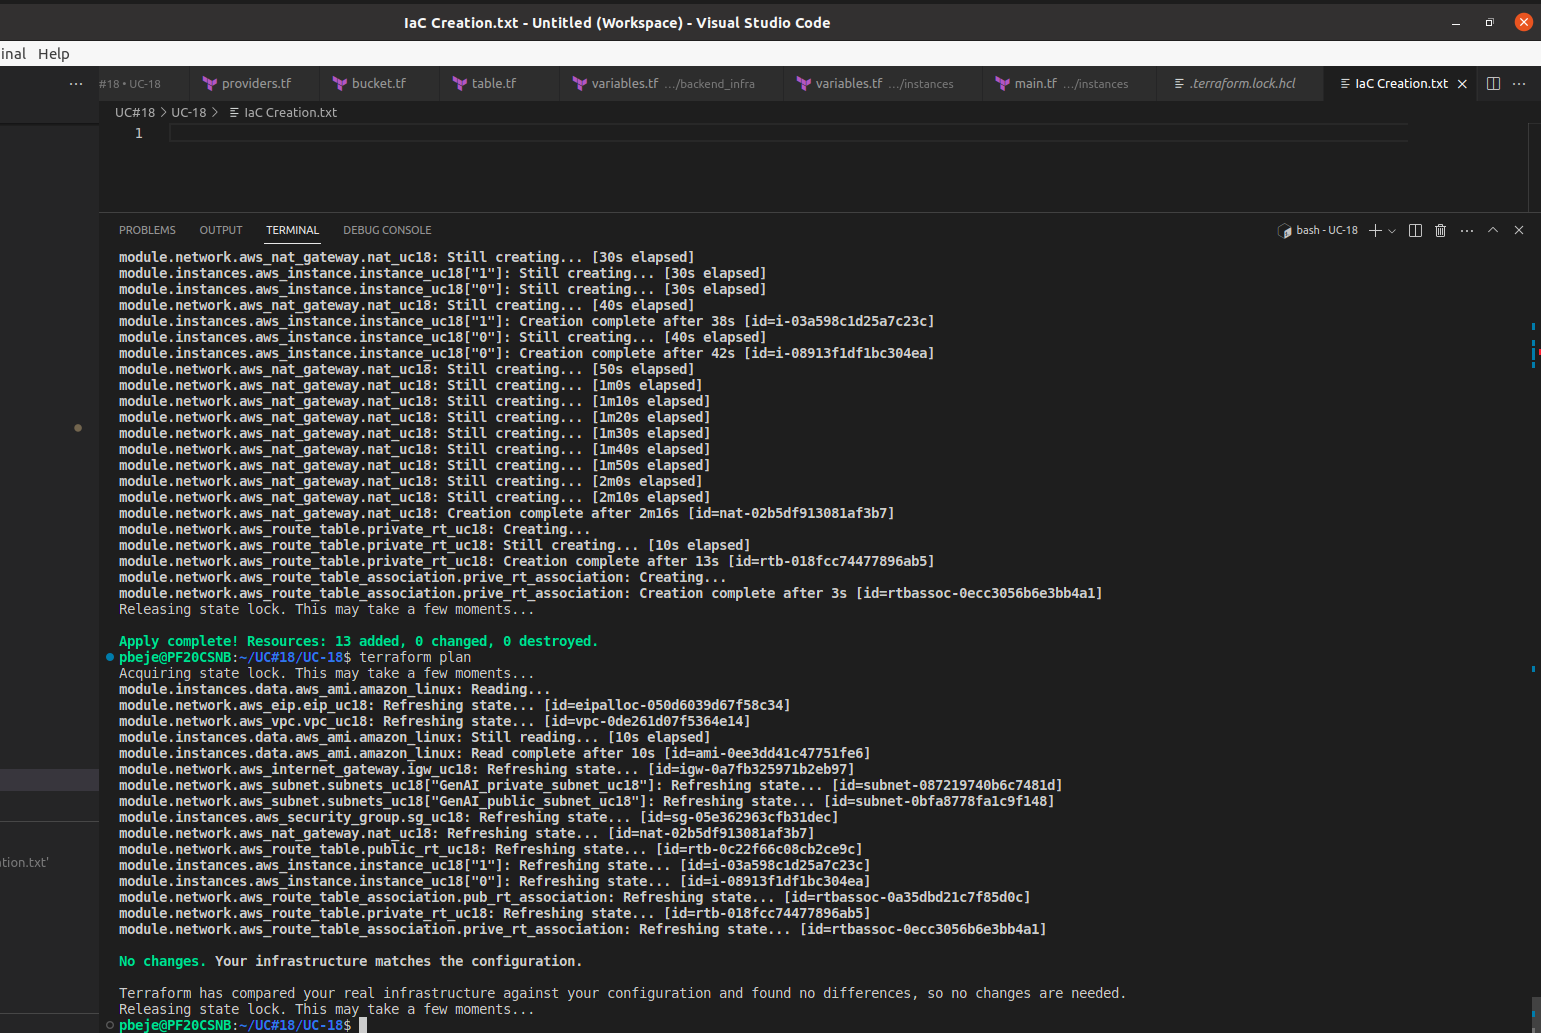 IaC Creation.txt - Untitled (Workspace) - Visual Studio Code
inal Help
#18 • UC-18 providers.tf bucket.tf table.tf variables.tf .../backend_infra variables.tf .../instances main.tf .../instances .terraform.lock.hcl IaC Creation.txt
UC#18 > UC-18 > IaC Creation.txt
1
PROBLEMS OUTPUT TERMINAL DEBUG CONSOLE bash - UC-18
module.network.aws_nat_gateway.nat_uc18: Still creating... [30s elapsed]
module.instances.aws_instance.instance_uc18["1"]: Still creating... [30s elapsed]
module.instances.aws_instance.instance_uc18["0"]: Still creating... [30s elapsed]
module.network.aws_nat_gateway.nat_uc18: Still creating... [40s elapsed]
module.instances.aws_instance.instance_uc18["1"]: Creation complete after 38s [id=i-03a598c1d25a7c23c]
module.instances.aws_instance.instance_uc18["0"]: Still creating... [40s elapsed]
module.instances.aws_instance.instance_uc18["0"]: Creation complete after 42s [id=i-08913f1df1bc304ea]
module.network.aws_nat_gateway.nat_uc18: Still creating... [50s elapsed]
module.network.aws_nat_gateway.nat_uc18: Still creating... [1m0s elapsed]
module.network.aws_nat_gateway.nat_uc18: Still creating... [1m10s elapsed]
module.network.aws_nat_gateway.nat_uc18: Still creating... [1m20s elapsed]
module.network.aws_nat_gateway.nat_uc18: Still creating... [1m30s elapsed]
module.network.aws_nat_gateway.nat_uc18: Still creating... [1m40s elapsed]
module.network.aws_nat_gateway.nat_uc18: Still creating... [1m50s elapsed]
module.network.aws_nat_gateway.nat_uc18: Still creating... [2m0s elapsed]
module.network.aws_nat_gateway.nat_uc18: Still creating... [2m10s elapsed]
module.network.aws_nat_gateway.nat_uc18: Creation complete after 2m16s [id=nat-02b5df913081af3b7]
module.network.aws_route_table.private_rt_uc18: Creating...
module.network.aws_route_table.private_rt_uc18: Still creating... [10s elapsed]
module.network.aws_route_table.private_rt_uc18: Creation complete after 13s [id=rtb-018fcc74477896ab5]
module.network.aws_route_table_association.prive_rt_association: Creating...
module.network.aws_route_table_association.prive_rt_association: Creation complete after 3s [id=rtbassoc-0ecc3056b6e3bb4a1]
Releasing state lock. This may take a few moments...
Apply complete! Resources: 13 added, 0 changed, 0 destroyed.
pbeje@PF20CSNB:~/UC#18/UC-18$ terraform plan
Acquiring state lock. This may take a few moments...
module.instances.data.aws_ami.amazon_linux: Reading...
module.network.aws_eip.eip_uc18: Refreshing state... [id=eipalloc-050d6039d67f58c34]
module.network.aws_vpc.vpc_uc18: Refreshing state... [id=vpc-0de261d07f5364e14]
module.instances.data.aws_ami.amazon_linux: Still reading... [10s elapsed]
module.instances.data.aws_ami.amazon_linux: Read complete after 10s [id=ami-0ee3dd41c47751fe6]
module.network.aws_internet_gateway.igw_uc18: Refreshing state... [id=igw-0a7fb325971b2eb97]
module.network.aws_subnet.subnets_uc18["GenAI_private_subnet_uc18"]: Refreshing state... [id=subnet-087219740b6c7481d]
module.network.aws_subnet.subnets_uc18["GenAI_public_subnet_uc18"]: Refreshing state... [id=subnet-0bfa8778fa1c9f148]
module.instances.aws_security_group.sg_uc18: Refreshing state... [id=sg-05e362963cfb31dec]
module.network.aws_nat_gateway.nat_uc18: Refreshing state... [id=nat-02b5df913081af3b7]
module.network.aws_route_table.public_rt_uc18: Refreshing state... [id=rtb-0c22f66c08cb2ce9c]
module.instances.aws_instance.instance_uc18["1"]: Refreshing state... [id=i-03a598c1d25a7c23c]
module.instances.aws_instance.instance_uc18["0"]: Refreshing state... [id=i-08913f1df1bc304ea]
ation.txt' module.network.aws_route_table_association.pub_rt_association: Refreshing state... [id=rtbassoc-0a35dbd21c7f85d0c]
module.network.aws_route_table.private_rt_uc18: Refreshing state... [id=rtb-018fcc74477896ab5]
module.network.aws_route_table_association.prive_rt_association: Refreshing state... [id=rtbassoc-0ecc3056b6e3bb4a1]
No changes. Your infrastructure matches the configuration.
Terraform has compared your real infrastructure against your configuration and found no differences, so no changes are needed.
Releasing state lock. This may take a few moments...
pbeje@PF20CSNB:~/UC#18/UC-18$